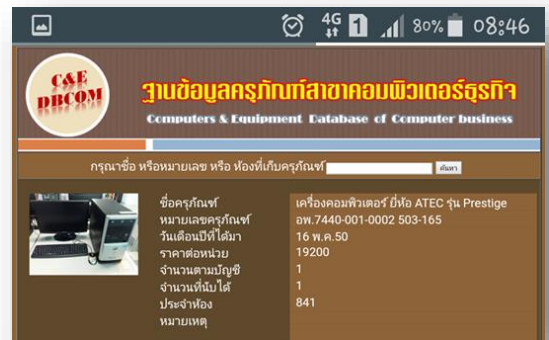 4G 1 80% 08:46
C&E
DBCOM
ฐานข้อมูลครุภัณฑ์สาขาคอมพิวเตอร์ธุรกิจ
Computers & Equipment Database of Computer business
กรุณาชื่อ หรือหมายเลข หรือ ห้องที่เก็บครุภัณฑ์ ค้นหา
ชื่อครุภัณฑ์ เครื่องคอมพิวเตอร์ ยี่ห้อ ATEC รุ่น Prestige
หมายเลขครุภัณฑ์ อพ.7440-001-0002 503-165
วันเดือนปีที่ได้มา 16 พ.ค.50
ราคาต่อหน่วย 19200
จำนวนตามบัญชี 1
จำนวนที่นับได้ 1
ประจำห้อง 841
หมายเหตุ